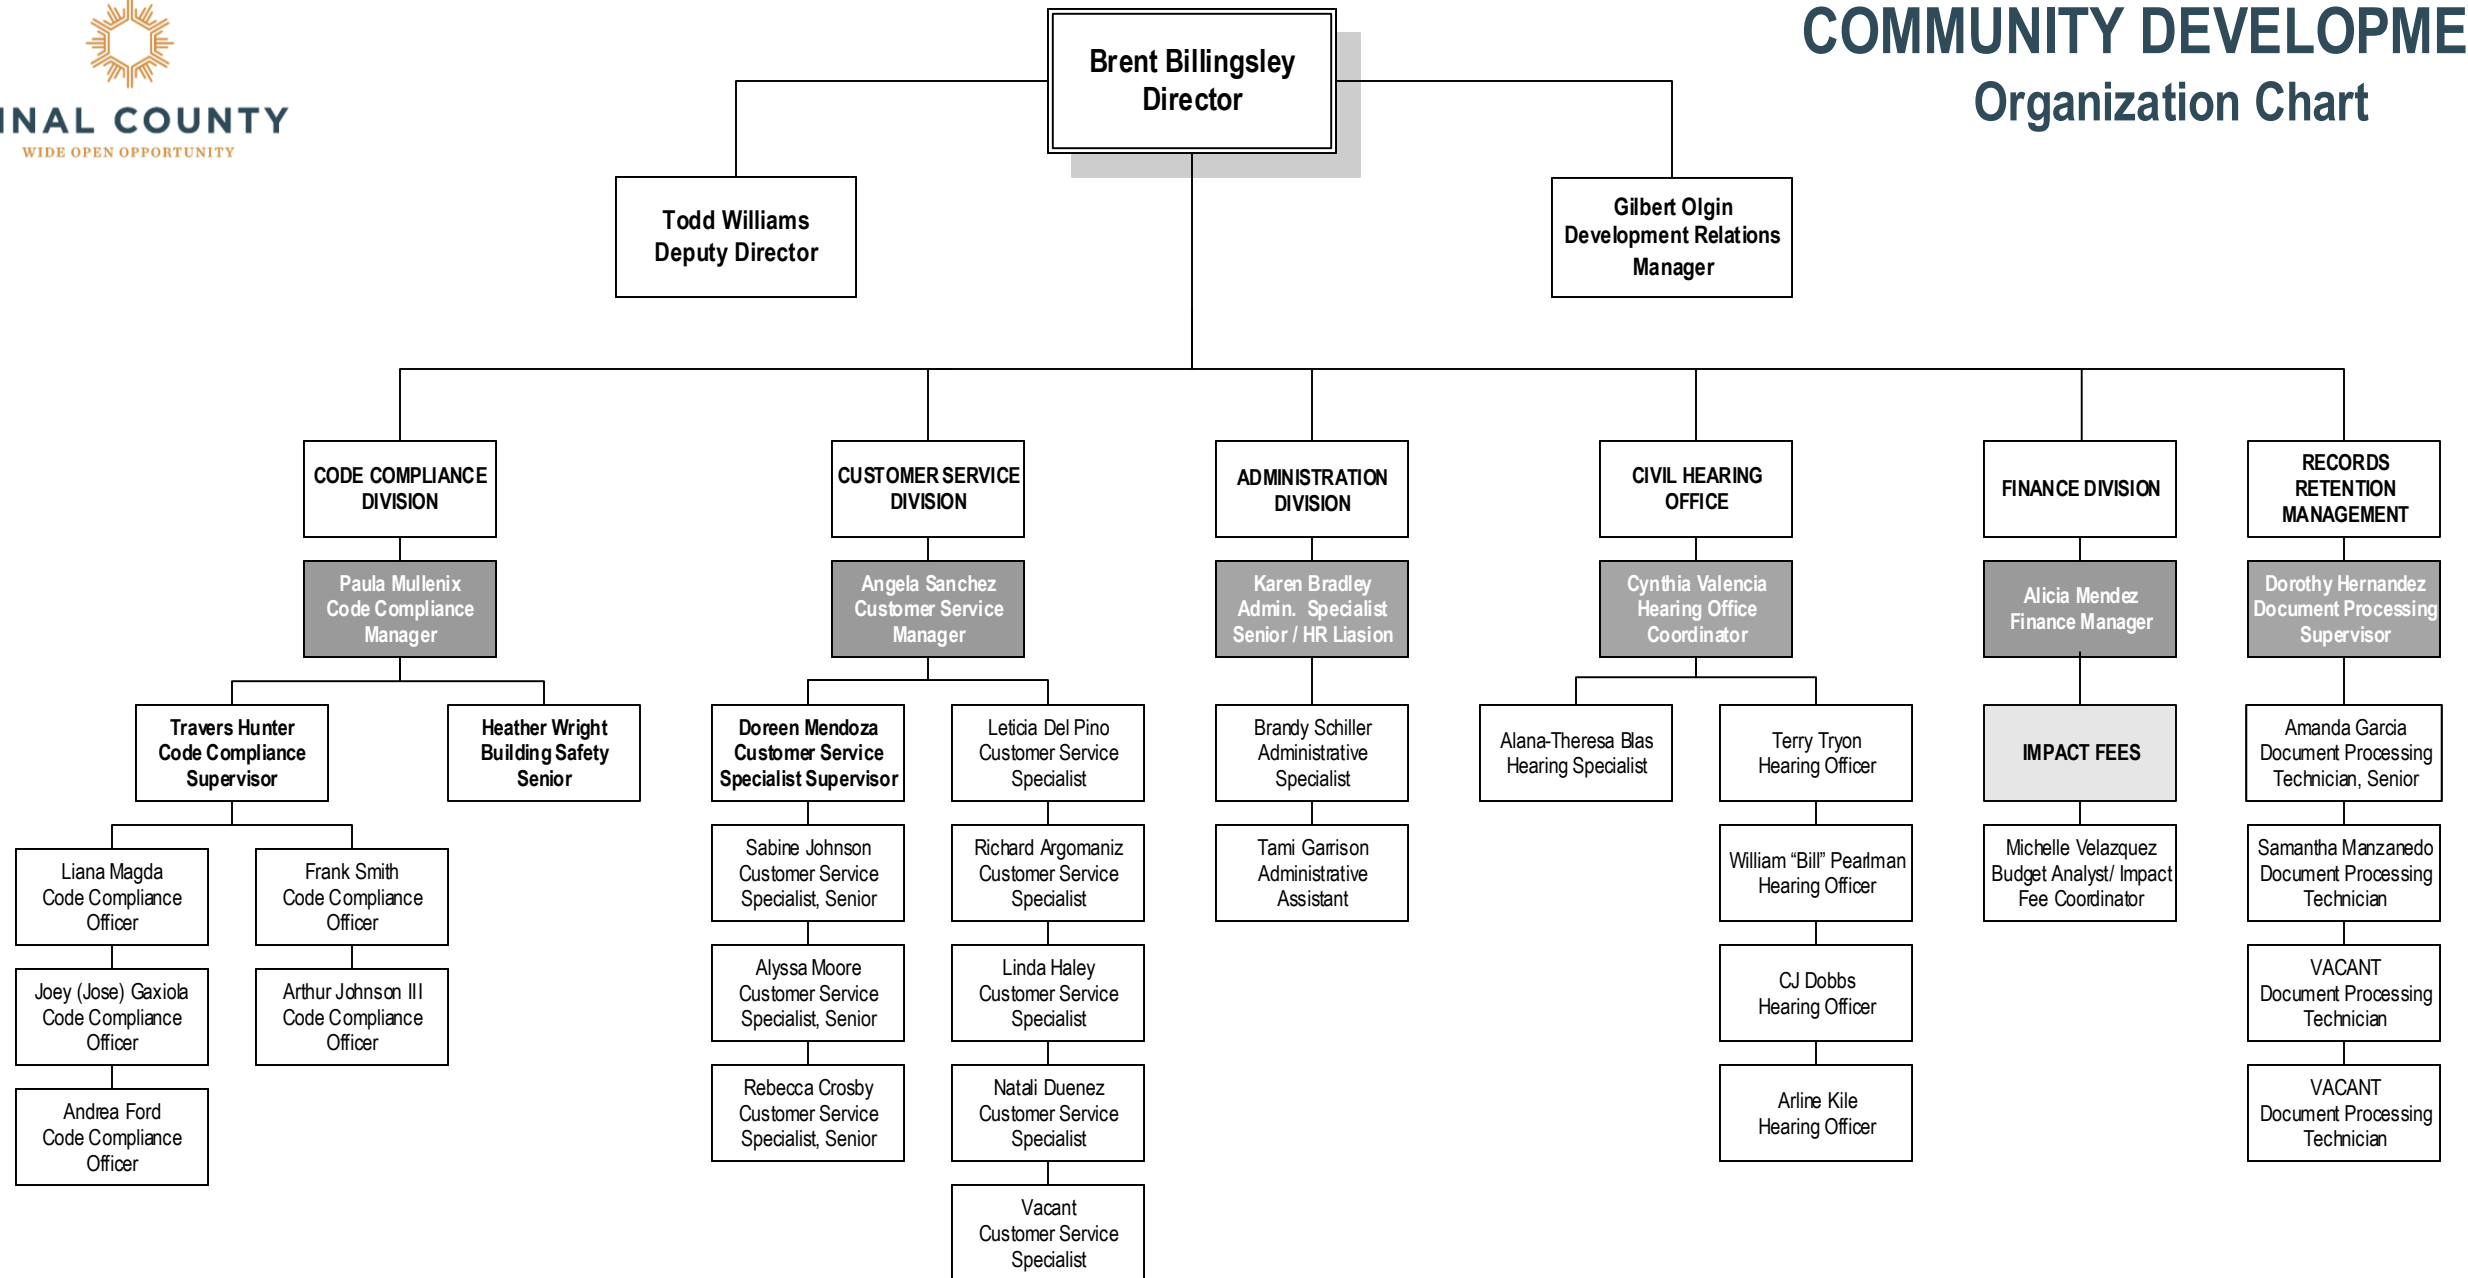 INAL COUNTY
WIDE OPEN OPPORTUNITY
COMMUNITY DEVELOPME
Organization Chart
Brent Billingsley
Director
Todd Williams
Deputy Director
Gilbert Olgin
Development Relations
Manager
CODE COMPLIANCE
DIVISION
Paula Mullenix
Code Compliance
Manager
Travers Hunter
Code Compliance
Supervisor
Heather Wright
Building Safety
Senior
Liana Magda
Code Compliance
Officer
Frank Smith
Code Compliance
Officer
Joey (Jose) Gaxiola
Code Compliance
Officer
Arthur Johnson III
Code Compliance
Officer
Andrea Ford
Code Compliance
Officer
CUSTOMER SERVICE
DIVISION
Angela Sanchez
Customer Service
Manager
Doreen Mendoza
Customer Service
Specialist Supervisor
Sabine Johnson
Customer Service
Specialist, Senior
Alyssa Moore
Customer Service
Specialist, Senior
Rebecca Crosby
Customer Service
Specialist, Senior
Leticia Del Pino
Customer Service
Specialist
Richard Argomaniz
Customer Service
Specialist
Linda Haley
Customer Service
Specialist
Natali Duenez
Customer Service
Specialist
Vacant
Customer Service
Specialist
ADMINISTRATION
DIVISION
Karen Bradley
Admin. Specialist
Senior / HR Liasion
Brandy Schiller
Administrative
Specialist
Tami Garrison
Administrative
Assistant
CIVIL HEARING
OFFICE
Cynthia Valencia
Hearing Office
Coordinator
Alana-Theresa Blas
Hearing Specialist
Terry Tryon
Hearing Officer
William “Bill” Pearlman
Hearing Officer
CJ Dobbs
Hearing Officer
Arline Kile
Hearing Officer
FINANCE DIVISION
Alicia Mendez
Finance Manager
IMPACT FEES
Michelle Velazquez
Budget Analyst/ Impact
Fee Coordinator
RECORDS
RETENTION
MANAGEMENT
Dorothy Hernandez
Document Processing
Supervisor
Amanda Garcia
Document Processing
Technician, Senior
Samantha Manzanedo
Document Processing
Technician
VACANT
Document Processing
Technician
VACANT
Document Processing
Technician